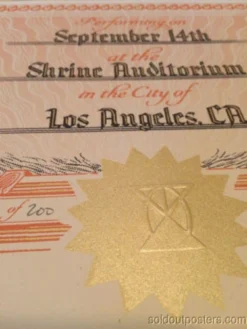 Performing on
September 14th
at the
Shrine Auditorium
in the City of
Los Angeles, CA
of 200
soldoutposters.com